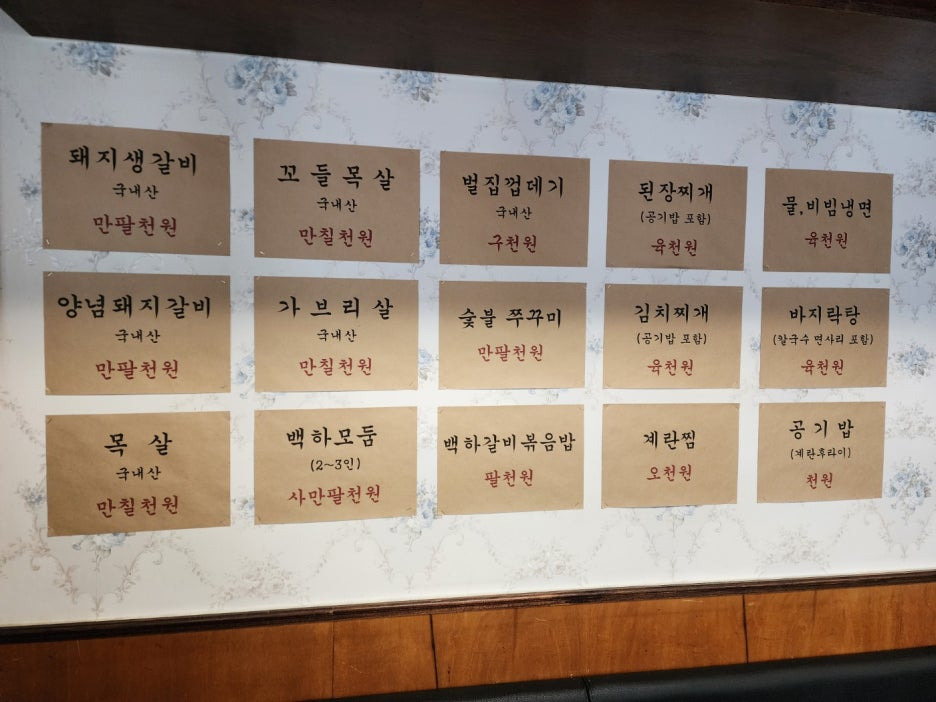 돼지생갈비
국내산
만팔천원
꼬들목살
국내산
만칠천원
벌집껍데기
국내산
구천원
된장찌개
(공기밥 포함)
육천원
물,비빔냉면
육천원
양념돼지갈비
국내산
만팔천원
가브리살
국내산
만칠천원
숯불 쭈꾸미
만팔천원
김치찌개
(공기밥 포함)
육천원
바지락탕
(칼국수 면사리 포함)
육천원
목살
국내산
만칠천원
백하모둠
(2~3인)
사만팔천원
백하갈비볶음밥
팔천원
계란찜
오천원
공기밥
(계란후라이)
천원